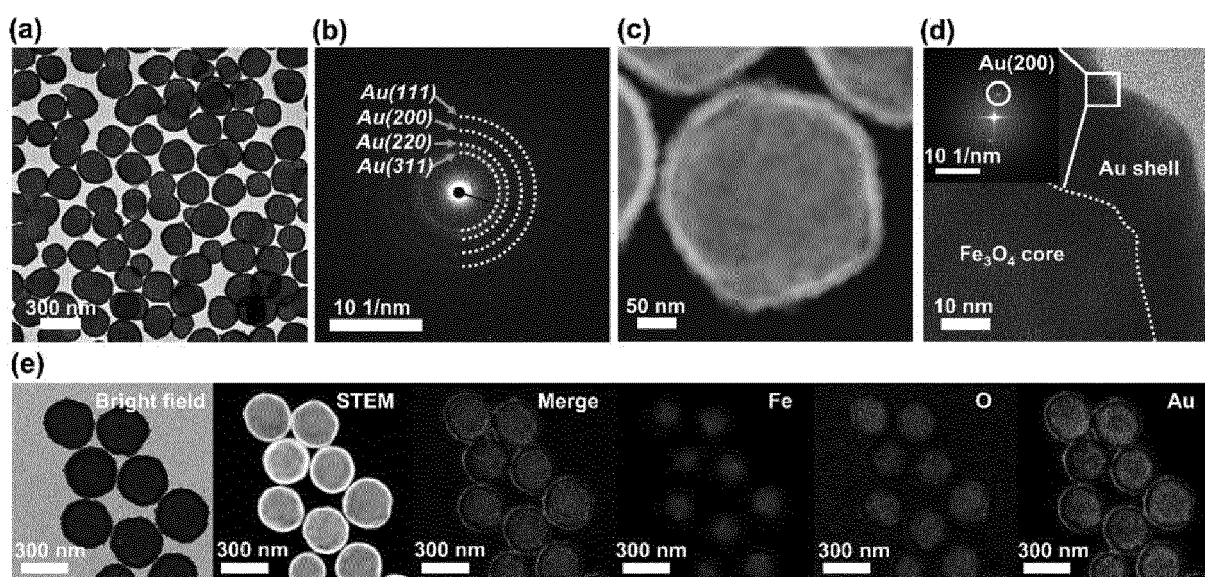 (a)
(b)
(c)
(d)
300 nm
Au(111)
Au(200)
Au(220)
Au(311)
10 1/nm
50 nm
Au(200)
10 1/nm
Au shell
Fe₃O₄ core
10 nm
(e)
Bright field
STEM
Merge
Fe
O
Au
300 nm
300 nm
300 nm
300 nm
300 nm
300 nm